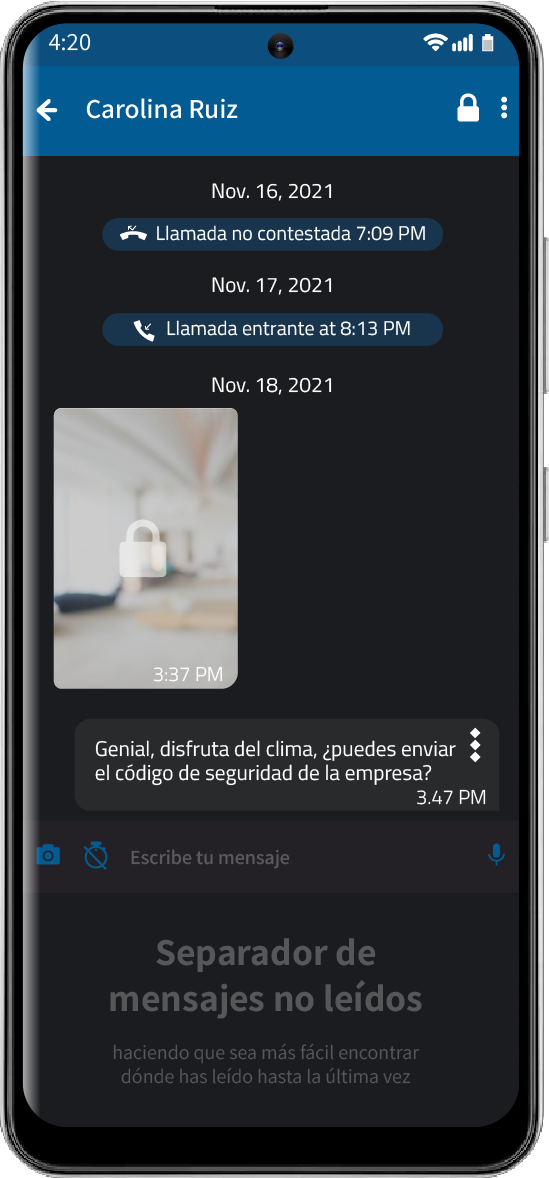 4:20
Carolina Ruiz
Nov. 16, 2021
Llamada no contestada 7:09 PM
Nov. 17, 2021
Llamada entrante at 8:13 PM
Nov. 18, 2021
3:37 PM
Genial, disfruta del clima, ¿puedes enviar
el código de seguridad de la empresa?
3.47 PM
Escribe tu mensaje
Separador de
mensajes no leídos
haciendo que sea más fácil encontrar
dónde has leído hasta la última vez